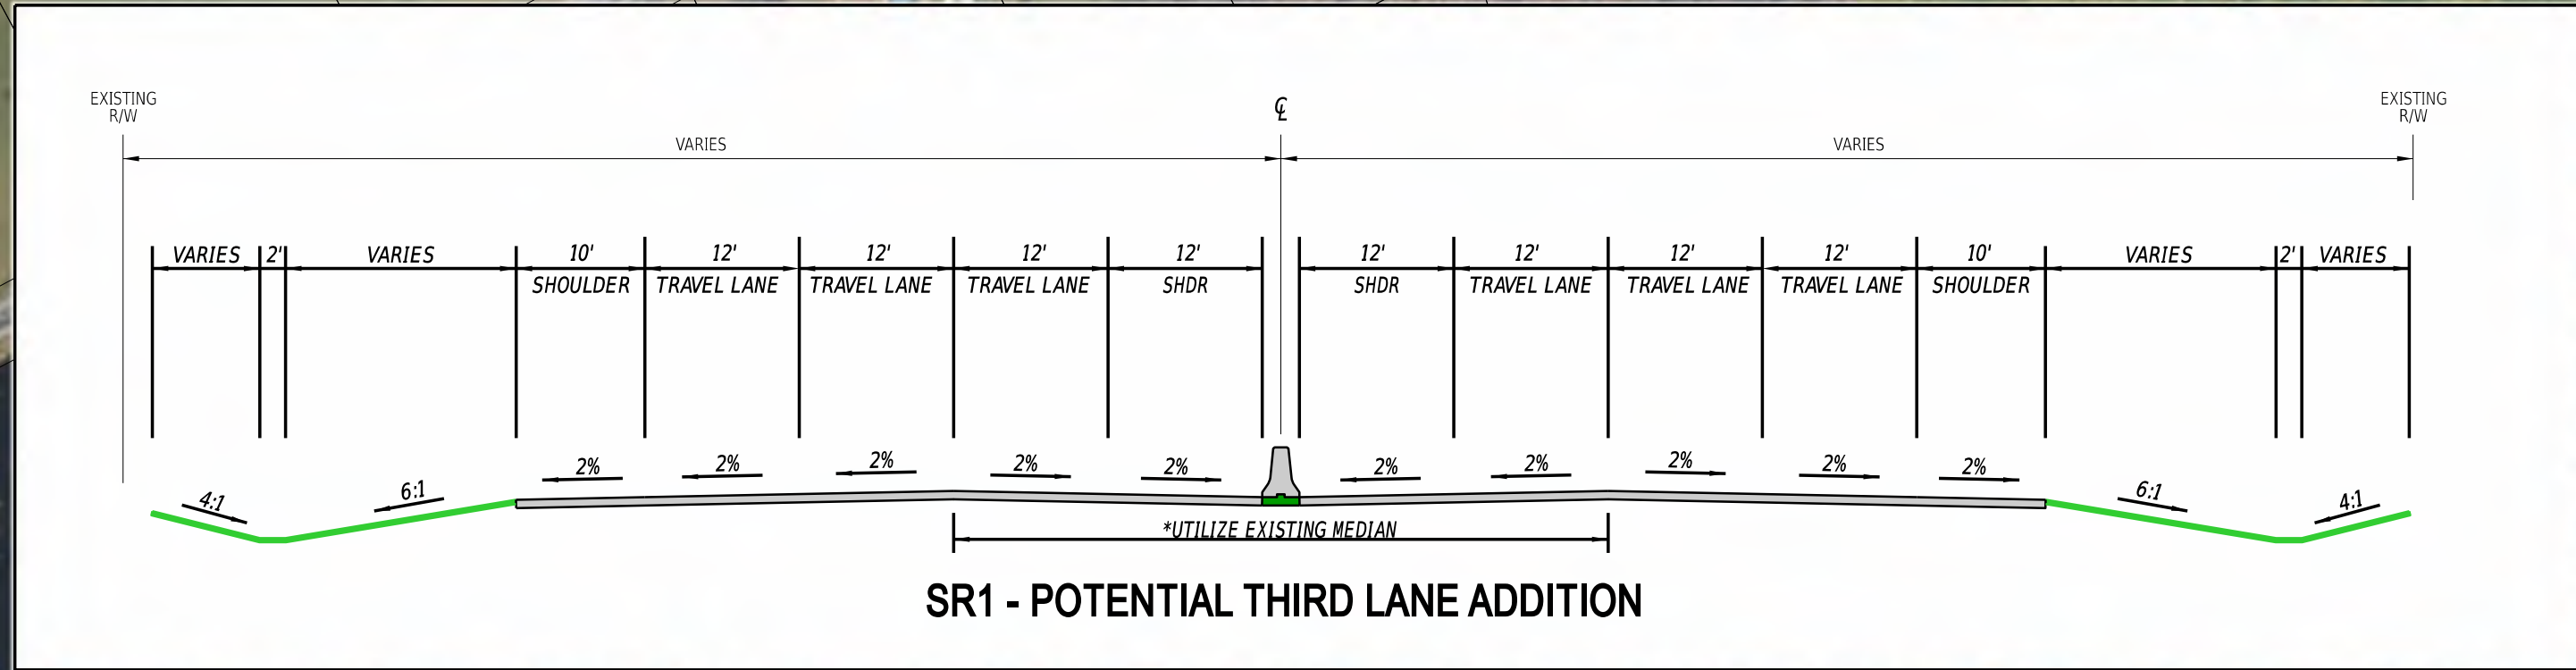 EXISTING
R/W
℄
EXISTING
R/W
VARIES
VARIES
VARIES 2' VARIES 10' 12' 12' 12' 12' 12' 12' 12' 12' 10' VARIES 2' VARIES
SHOULDER TRAVEL LANE TRAVEL LANE TRAVEL LANE SHDR SHDR TRAVEL LANE TRAVEL LANE TRAVEL LANE SHOULDER
2% 2% 2% 2% 2% 2% 2% 2% 2% 2%
4:1 6:1 6:1 4:1
*UTILIZE EXISTING MEDIAN
SR1 - POTENTIAL THIRD LANE ADDITION